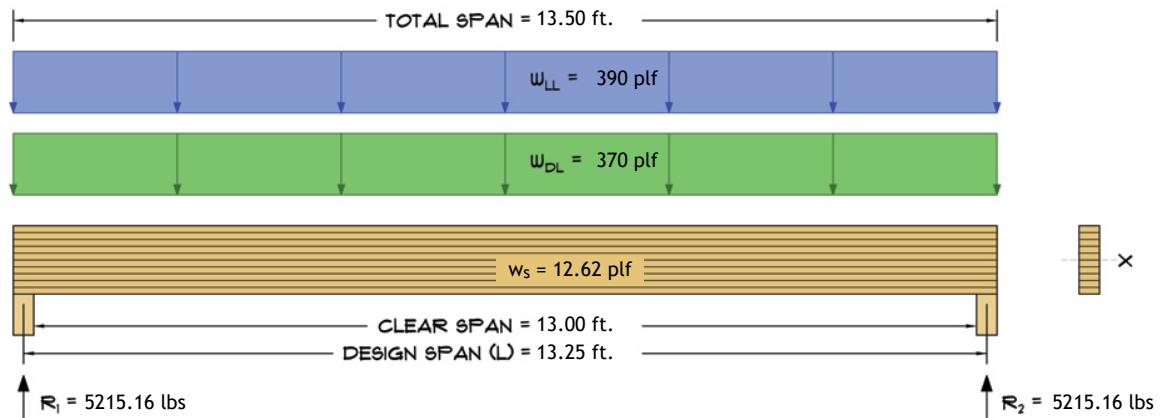 TOTAL SPAN = 13.50 ft.
wLL = 390 plf
wDL = 370 plf
ws = 12.62 plf
X
CLEAR SPAN = 13.00 ft.
DESIGN SPAN (L) = 13.25 ft.
R1 = 5215.16 lbs
R2 = 5215.16 lbs